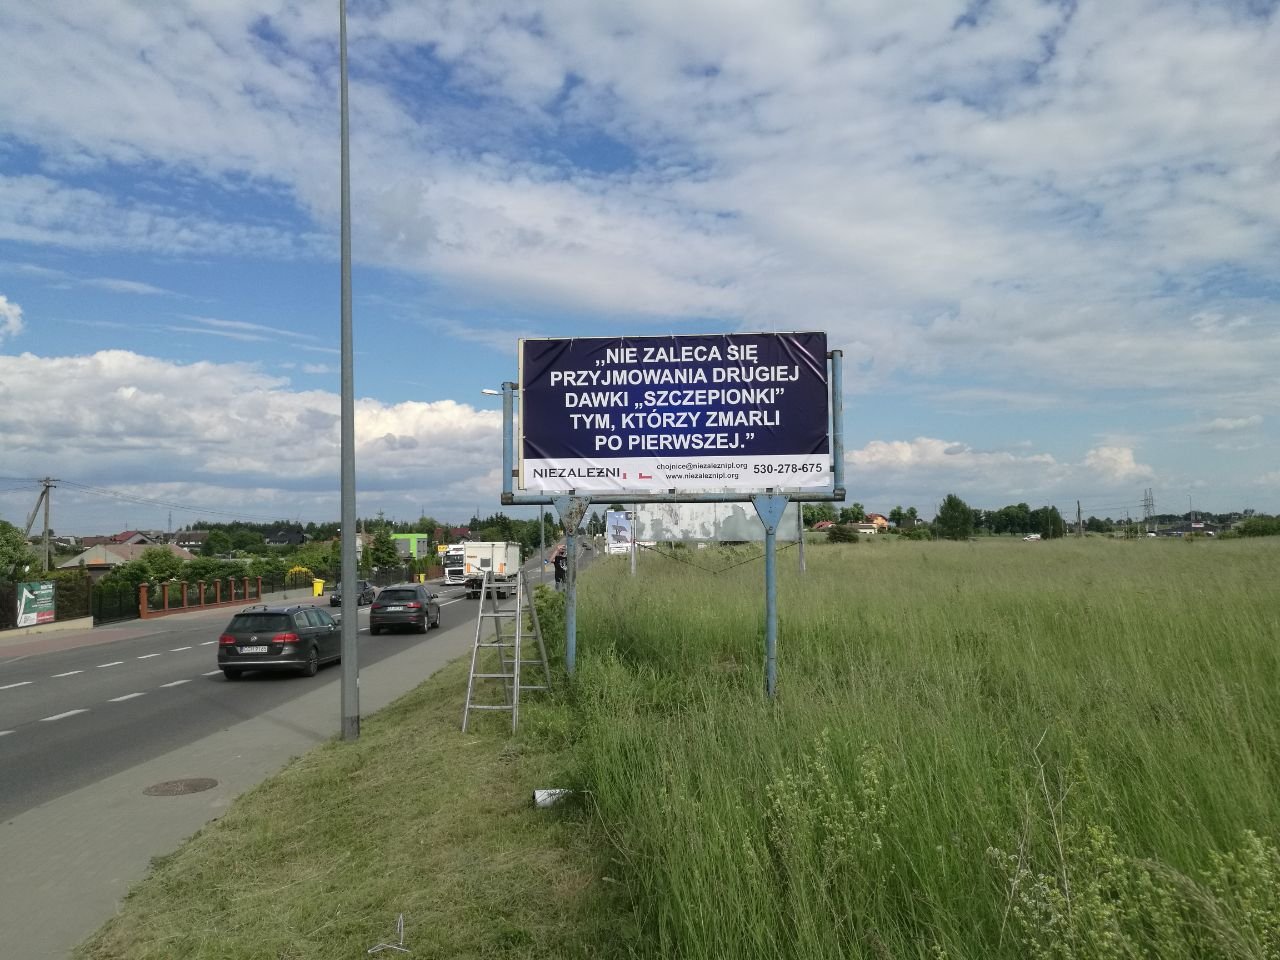 ,,NIE ZALECA SIĘ
PRZYJMOWANIA DRUGIEJ
DAWKI „SZCZEPIONKI”
TYM, KTÓRZY ZMARLI
PO PIERWSZEJ.”
NIEZALEŻNI
chojnice@niezaleznipl.org
www.niezaleznipl.org
530-278-675